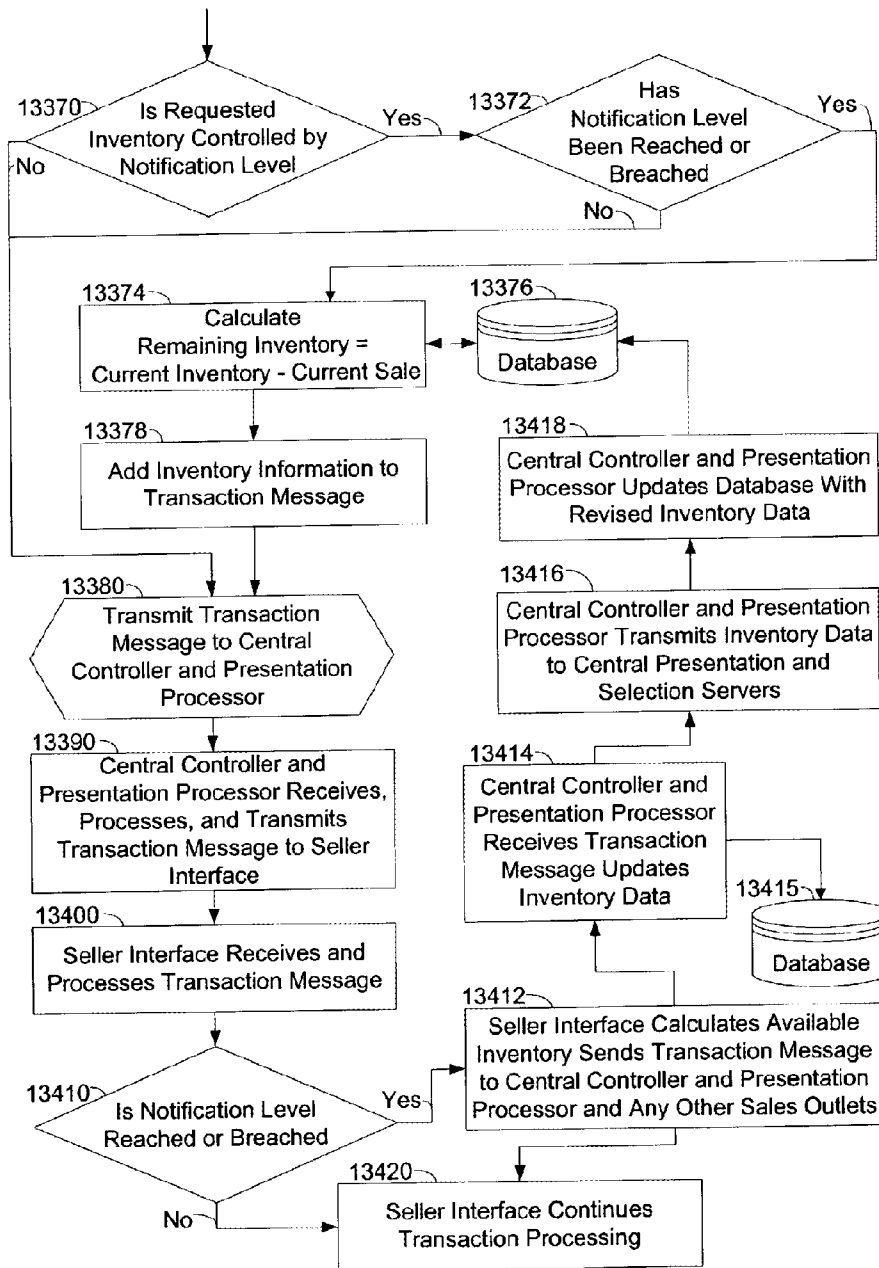 13370
Is Requested
Inventory Controlled by
Notification Level
Yes
No
13372
Has
Notification Level
Been Reached or
Breached
Yes
No
13374
Calculate
Remaining Inventory =
Current Inventory - Current Sale
13376
Database
13378
Add Inventory Information to
Transaction Message
13380
Transmit Transaction
Message to Central
Controller and Presentation
Processor
13390
Central Controller and
Presentation Processor Receives,
Processes, and Transmits
Transaction Message to Seller
Interface
13400
Seller Interface Receives and
Processes Transaction Message
13410
Is Notification Level
Reached or Breached
Yes
No
13412
Seller Interface Calculates Available
Inventory Sends Transaction Message
to Central Controller and Presentation
Processor and Any Other Sales Outlets
13414
Central Controller and
Presentation Processor
Receives Transaction
Message Updates
Inventory Data
13415
Database
13416
Central Controller and Presentation
Processor Transmits Inventory Data
to Central Presentation and
Selection Servers
13418
Central Controller and Presentation
Processor Updates Database With
Revised Inventory Data
13420
Seller Interface Continues
Transaction Processing